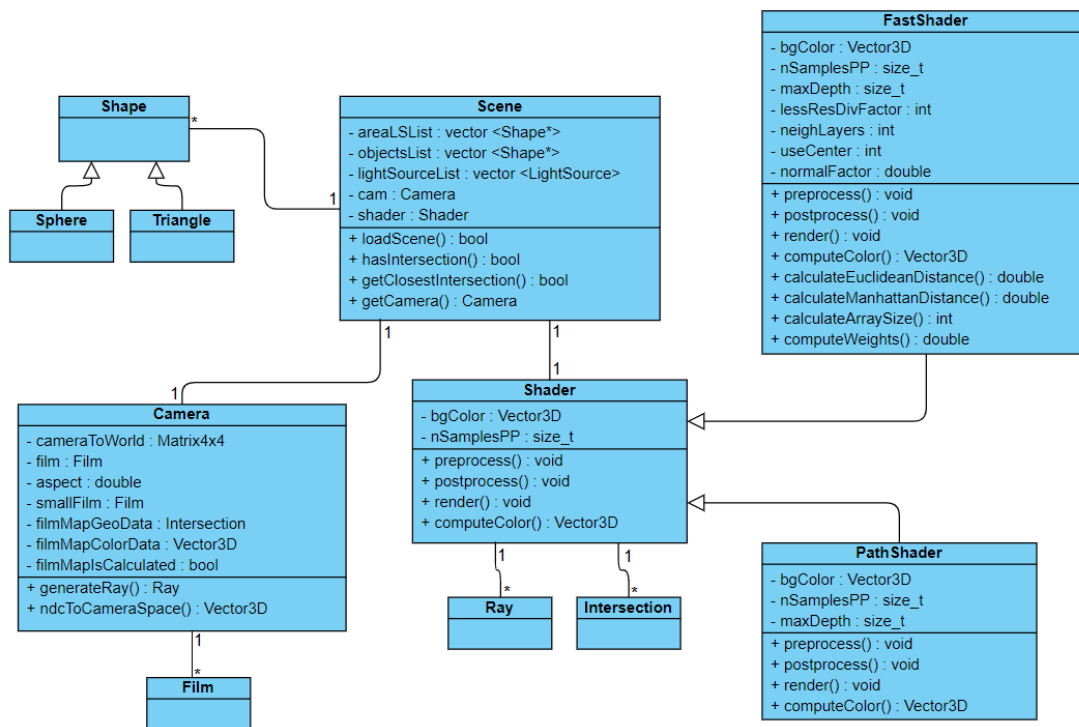 Shape
*
Sphere
Triangle
1
Scene
- areaLSList : vector <Shape*>
- objectsList : vector <Shape*>
- lightSourceList : vector <LightSource>
- cam : Camera
- shader : Shader
+ loadScene() : bool
+ hasIntersection() : bool
+ getClosestIntersection() : bool
+ getCamera() : Camera
1
1
1
1
FastShader
- bgColor : Vector3D
- nSamplesPP : size_t
- maxDepth : size_t
- lessResDivFactor : int
- neighLayers : int
- useCenter : int
- normalFactor : double
+ preprocess() : void
+ postprocess() : void
+ render() : void
+ computeColor() : Vector3D
+ calculateEuclideanDistance() : double
+ calculateManhattanDistance() : double
+ calculateArraySize() : int
+ computeWeights() : double
Camera
- cameraToWorld : Matrix4x4
- film : Film
- aspect : double
- smallFilm : Film
- filmMapGeoData : Intersection
- filmMapColorData : Vector3D
- filmMapIsCalculated : bool
+ generateRay() : Ray
+ ndcToCameraSpace() : Vector3D
1
*
Film
Shader
- bgColor : Vector3D
- nSamplesPP : size_t
+ preprocess() : void
+ postprocess() : void
+ render() : void
+ computeColor() : Vector3D
1
1
*
*
Ray
Intersection
PathShader
- bgColor : Vector3D
- nSamplesPP : size_t
- maxDepth : size_t
+ preprocess() : void
+ postprocess() : void
+ render() : void
+ computeColor() : Vector3D